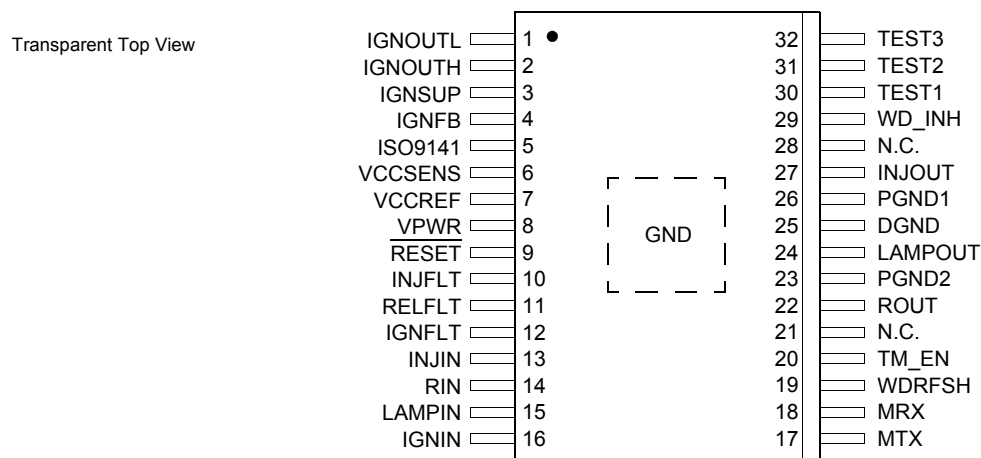 Transparent Top View
IGNOUTL 1 32 TEST3
IGNOUTH 2 31 TEST2
IGNSUP 3 30 TEST1
IGNFB 4 29 WD_INH
ISO9141 5 28 N.C.
VCCSENS 6 27 INJOUT
VCCREF 7 26 PGND1
VPWR 8 25 DGND
GND
RESET 9 24 LAMPOUT
INJFLT 10 23 PGND2
RELFLT 11 22 ROUT
IGNFLT 12 21 N.C.
INJIN 13 20 TM_EN
RIN 14 19 WDRFSH
LAMPIN 15 18 MRX
IGNIN 16 17 MTX